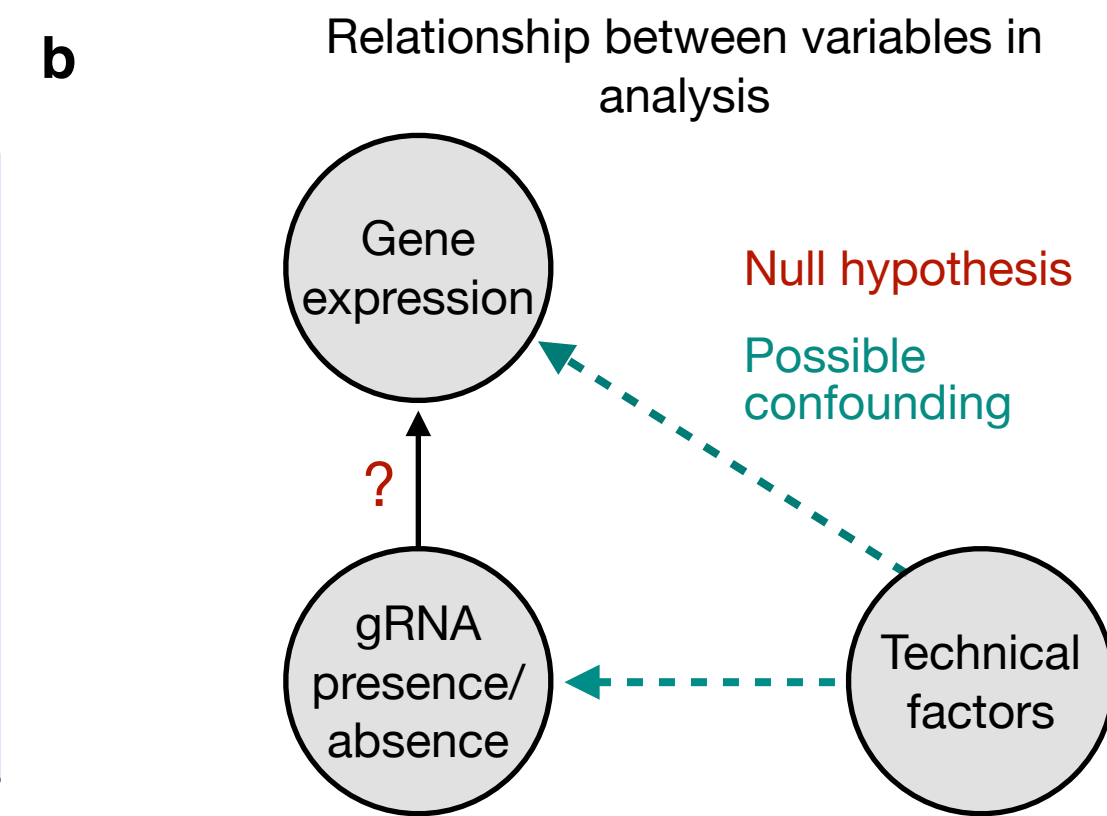 b
Relationship between variables in
analysis
Gene
expression
Null hypothesis
Possible
confounding
?
gRNA
presence/
absence
Technical
factors